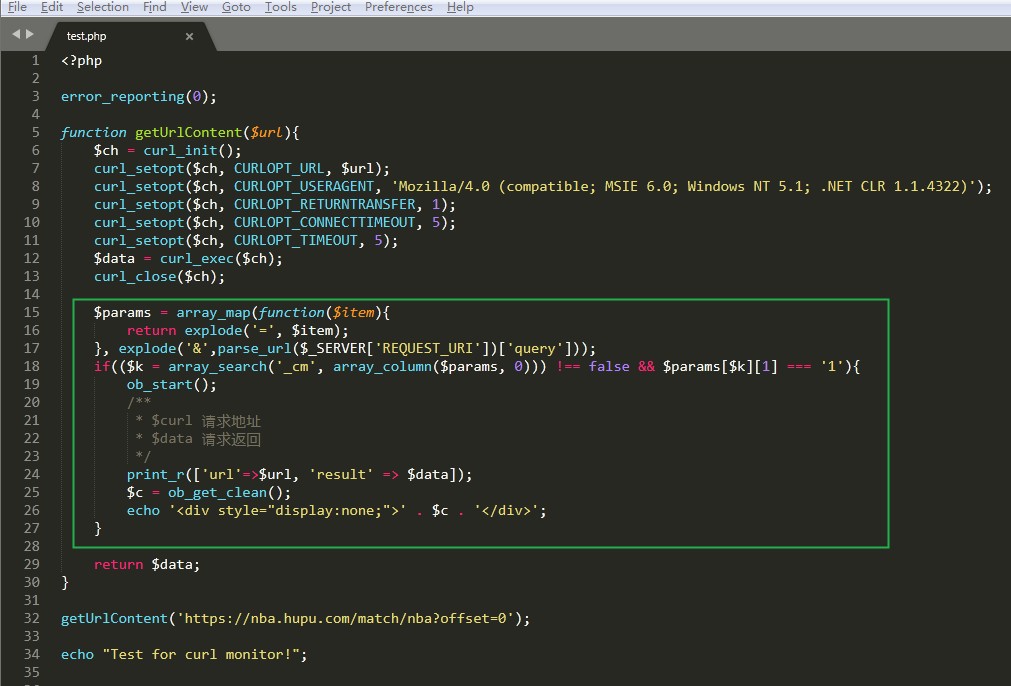 File Edit Selection Find View Goto Tools Project Preferences Help
test.php ×
1 <?php
2
3 error_reporting(0);
4
5 function getUrlContent($url){
6     $ch = curl_init();
7     curl_setopt($ch, CURLOPT_URL, $url);
8     curl_setopt($ch, CURLOPT_USERAGENT, 'Mozilla/4.0 (compatible; MSIE 6.0; Windows NT 5.1; .NET CLR 1.1.4322)');
9     curl_setopt($ch, CURLOPT_RETURNTRANSFER, 1);
10     curl_setopt($ch, CURLOPT_CONNECTTIMEOUT, 5);
11     curl_setopt($ch, CURLOPT_TIMEOUT, 5);
12     $data = curl_exec($ch);
13     curl_close($ch);
14
15     $params = array_map(function($item){
16         return explode('=', $item);
17     }, explode('&',parse_url($_SERVER['REQUEST_URI'])['query']));
18     if(($k = array_search('_cm', array_column($params, 0))) !== false && $params[$k][1] === '1'){
19         ob_start();
20         /**
21          * $curl 请求地址
22          * $data 请求返回
23          */
24         print_r(['url'=>$url, 'result' => $data]);
25         $c = ob_get_clean();
26         echo '<div style="display:none;">' . $c . '</div>';
27     }
28
29     return $data;
30 }
31
32 getUrlContent('https://nba.hupu.com/match/nba?offset=0');
33
34 echo "Test for curl monitor!";
35